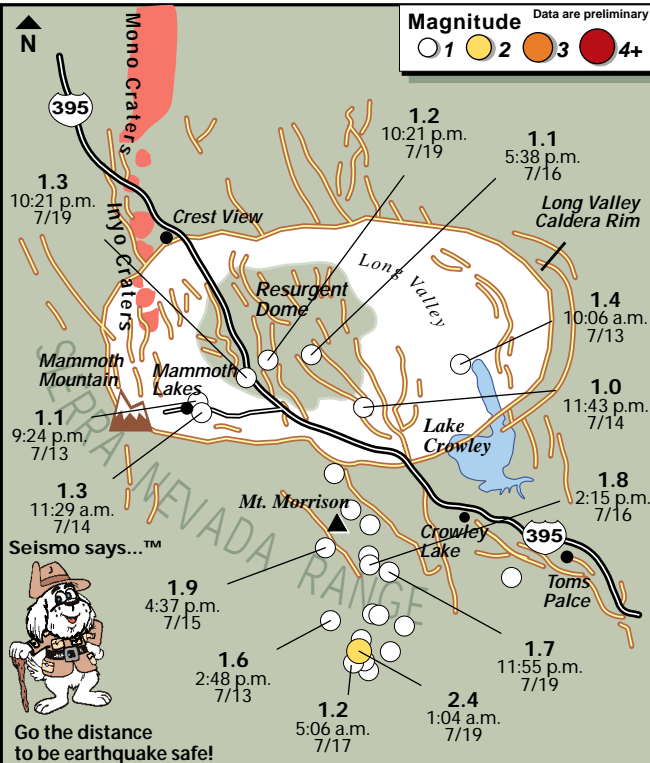 N
Magnitude
Data are preliminary
1 2 3 4+
Mono Craters
395
1.2
10:21 p.m.
7/19
1.1
5:38 p.m.
7/16
1.3
10:21 p.m.
7/19
Inyo Craters
Crest View
Long Valley
Caldera Rim
Long Valley
Resurgent
Dome
1.4
10:06 a.m.
7/13
Mammoth
Mountain
Mammoth
Lakes
1.1
9:24 p.m.
7/13
1.0
11:43 p.m.
7/14
Lake
Crowley
1.3
11:29 a.m.
7/14
SIERRA NEVADA RANGE
Mt. Morrison
1.8
2:15 p.m.
7/16
Crowley
Lake
395
Toms
Palce
Seismo says...™
1.9
4:37 p.m.
7/15
1.6
2:48 p.m.
7/13
1.7
11:55 p.m.
7/19
1.2
5:06 a.m.
7/17
2.4
1:04 a.m.
7/19
Go the distance
to be earthquake safe!